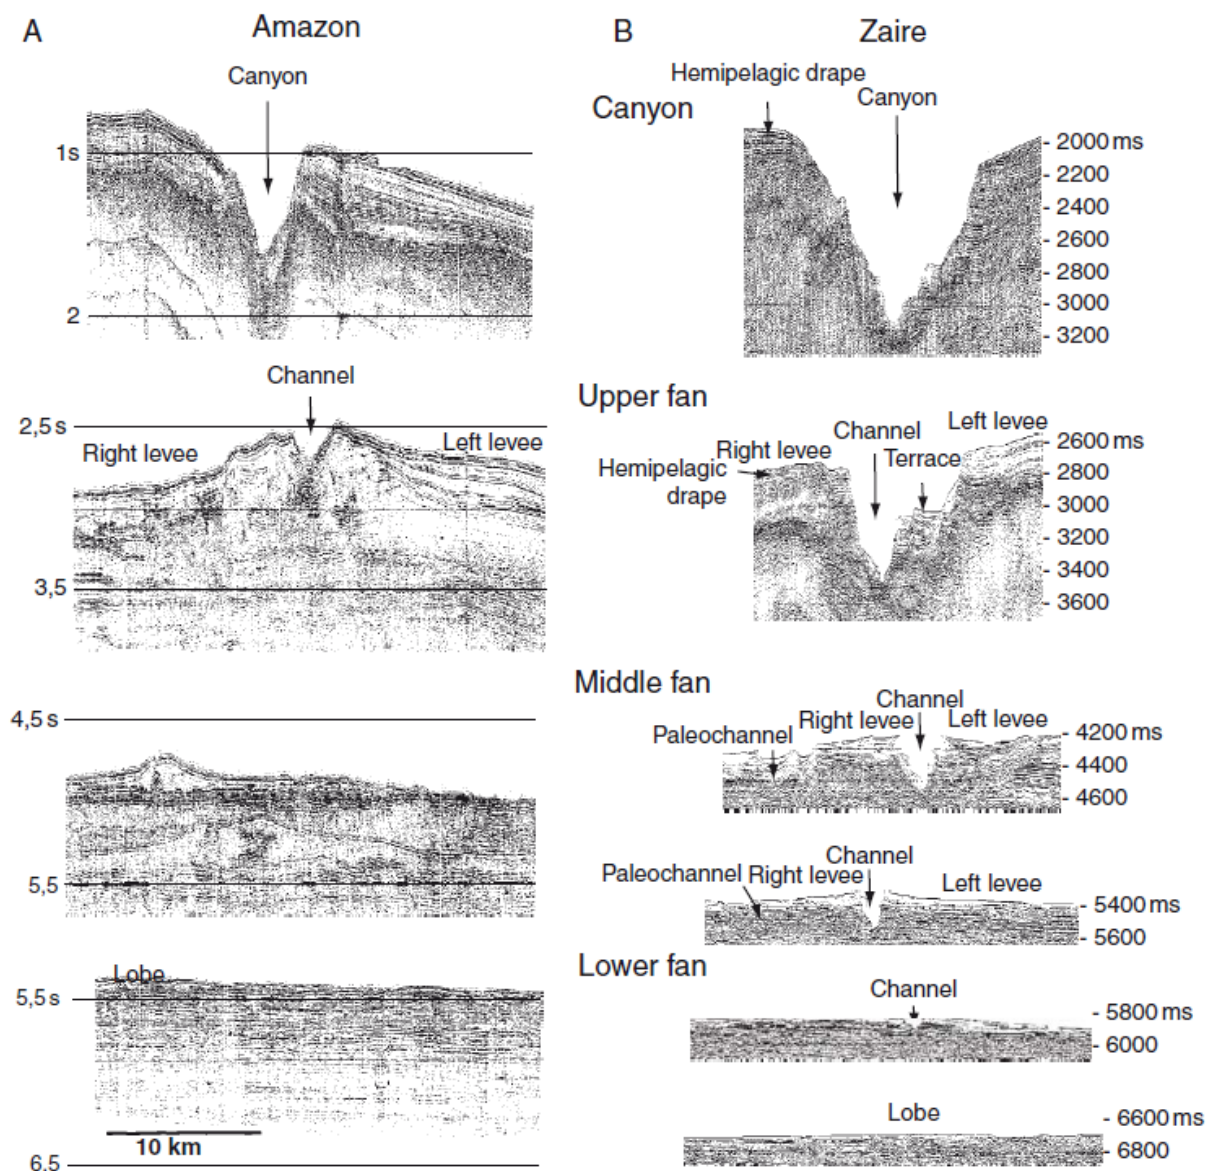 A
Amazon
Canyon
1s
2
Channel
2,5s
Right levee
Left levee
3,5
4,5s
5,5
Lobe
5,5s
10 km
6.5
B
Zaire
Hemipelagic drape
Canyon
Canyon
- 2000 ms
- 2200
- 2400
- 2600
- 2800
- 3000
- 3200
Upper fan
Channel
Left levee
Right levee
Terrace
Hemipelagic
drape
- 2600 ms
- 2800
- 3000
- 3200
- 3400
- 3600
Middle fan
Channel
Right levee
Left levee
Paleochannel
- 4200 ms
- 4400
- 4600
Channel
Paleochannel
Right levee
Left levee
- 5400 ms
- 5600
Lower fan
Channel
- 5800 ms
- 6000
Lobe
- 6600 ms
- 6800